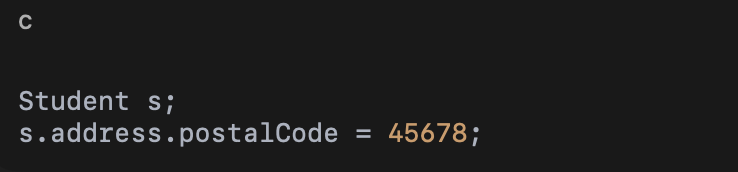 c
Student s;
s.address.postalCode = 45678;